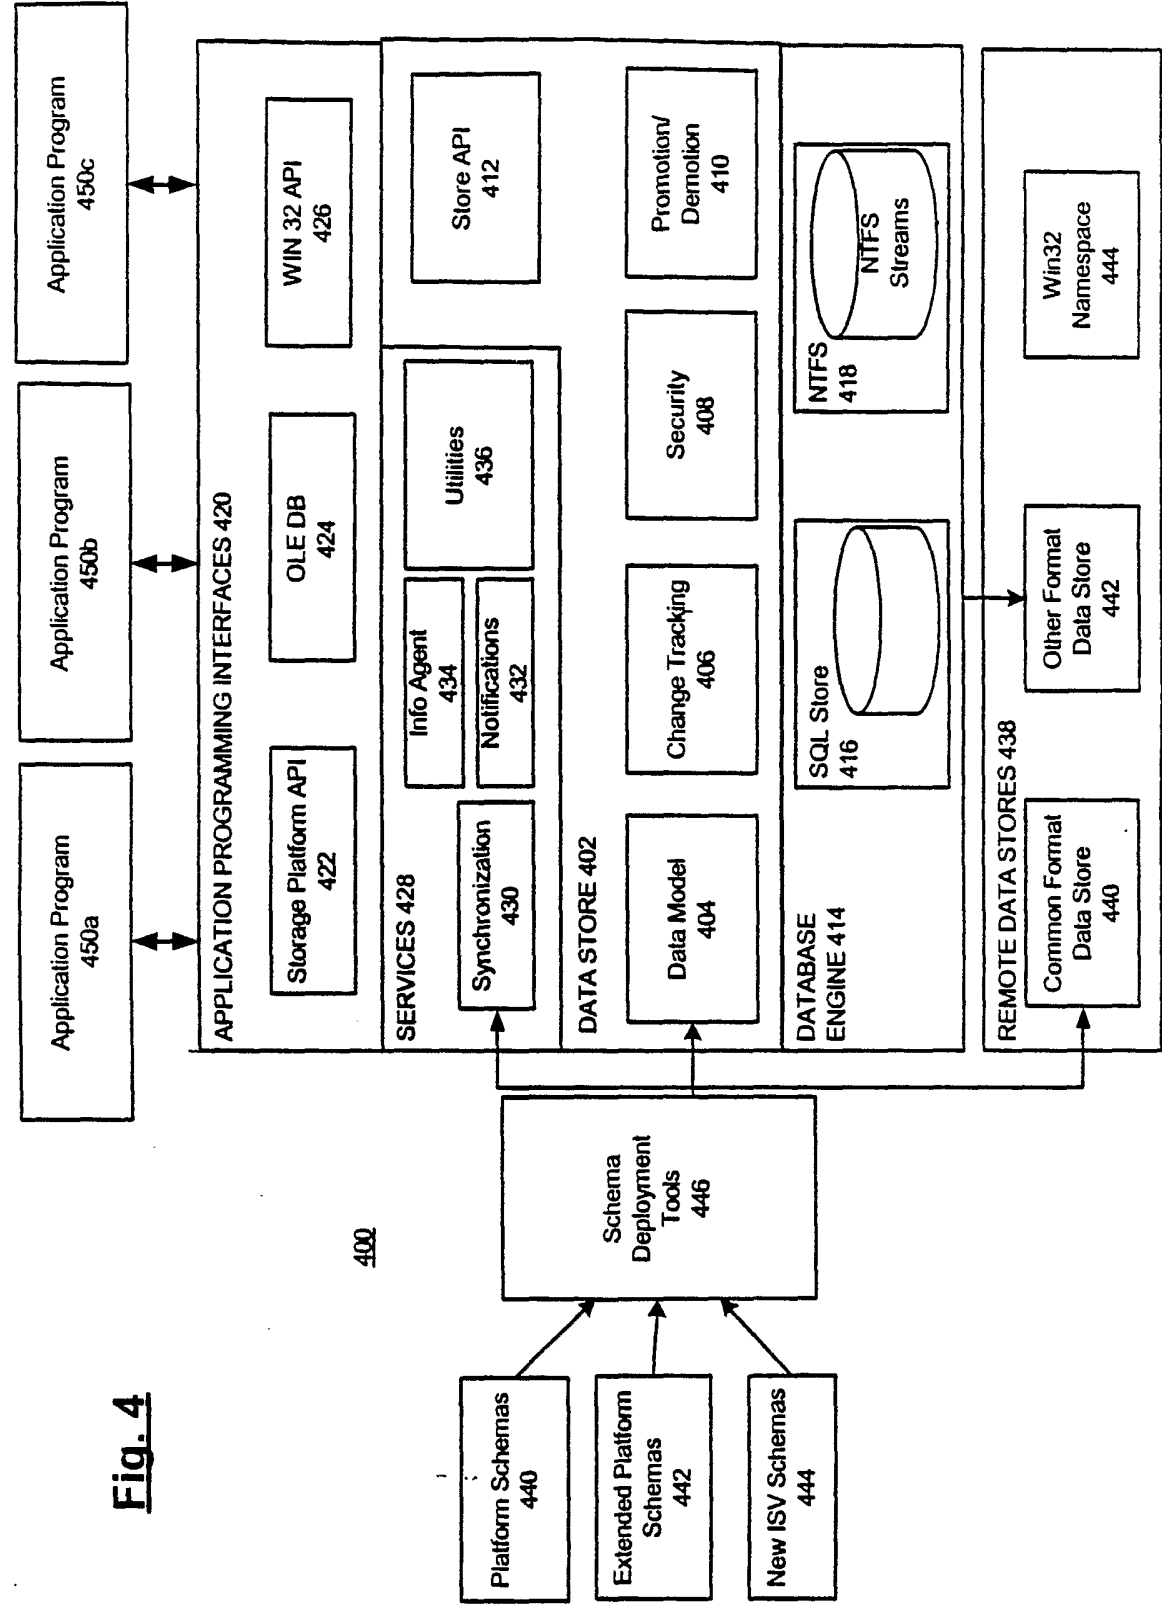 Application Program
450a
Application Program
450b
Application Program
450c
APPLICATION PROGRAMMING INTERFACES 420
Storage Platform API
422
OLE DB
424
WIN 32 API
426
SERVICES 428
Synchronization
430
Info Agent
434
Notifications
432
Utilities
436
Store API
412
DATA STORE 402
Data Model
404
Change Tracking
406
Security
408
Promotion/
Demotion
410
DATABASE
ENGINE 414
SQL Store
416
NTFS
418
NTFS
Streams
REMOTE DATA STORES 438
Common Format
Data Store
440
Other Format
Data Store
442
Win32
Namespace
444
Schema
Deployment
Tools
446
400
Platform Schemas
440
Extended Platform
Schemas
442
New ISV Schemas
444
Fig. 4